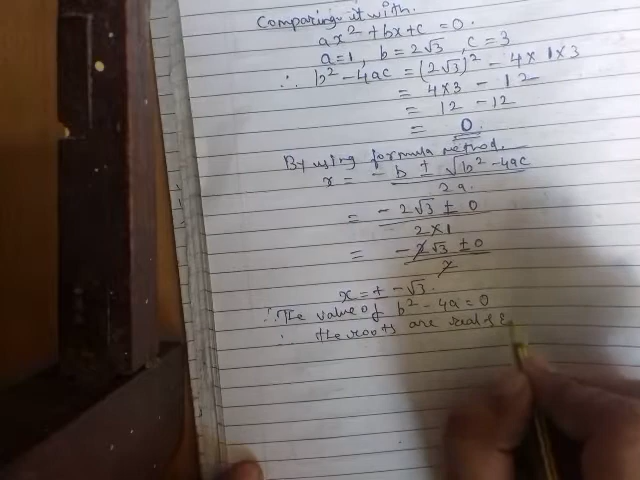 Comparing it with.
ax² + bx + c = 0.
a = 1, b = 2√3, c = 3
∴ b² - 4ac = (2√3)² - 4 × 1 × 3
= 4×3 - 12
= 12 - 12
= 0.
By using formula method.
x = - b ± √b² - 4ac / 2a.
= - 2√3 ± 0 / 2×1
= - 2√3 ± 0 / 2
x = + - √3.
∴ The value of b² - 4a = 0
∴ the roots are real & E